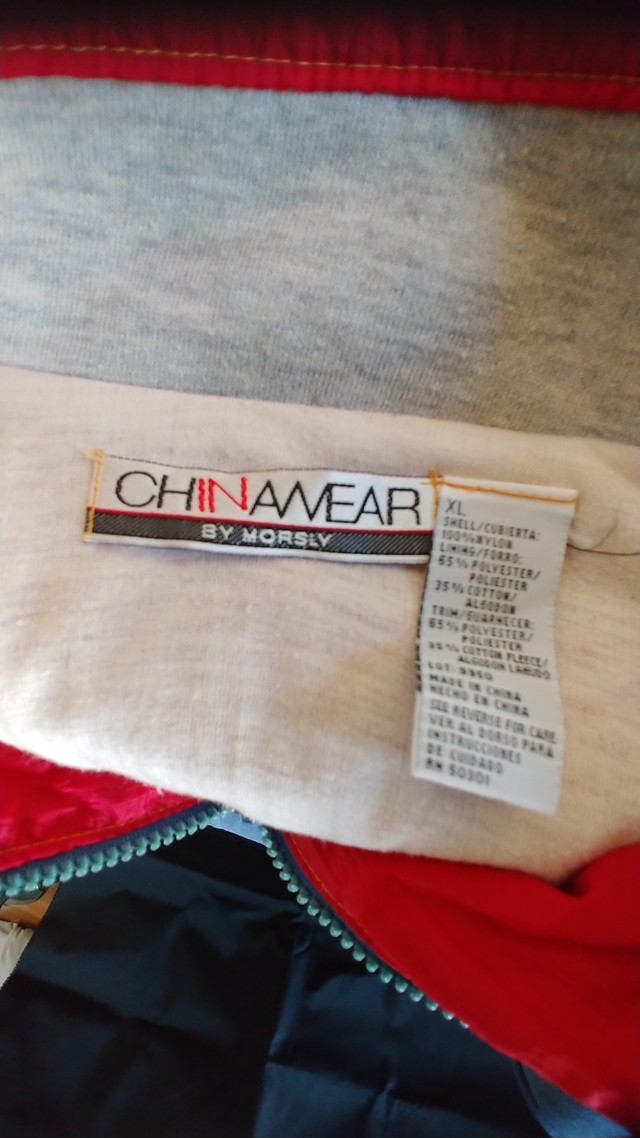 CHINAWEAR
BY MORSLY
XL
SHELL/CUBIERTA:
100% NYLON
LINING/FORRO:
65% POLYESTER/
POLIESTER
35% COTTON/
ALGODON
TRIM/GUARNECER:
65% POLYESTER/
POLIESTER
35% COTTON FLEECE/
ALGODON LANUDO
LOT: 9950
MADE IN CHINA
HECHO EN CHINA
SEE REVERSE FOR CARE
VER AL DORSO PARA
INSTRUCCIONES
DE CUIDADO
RN 50301